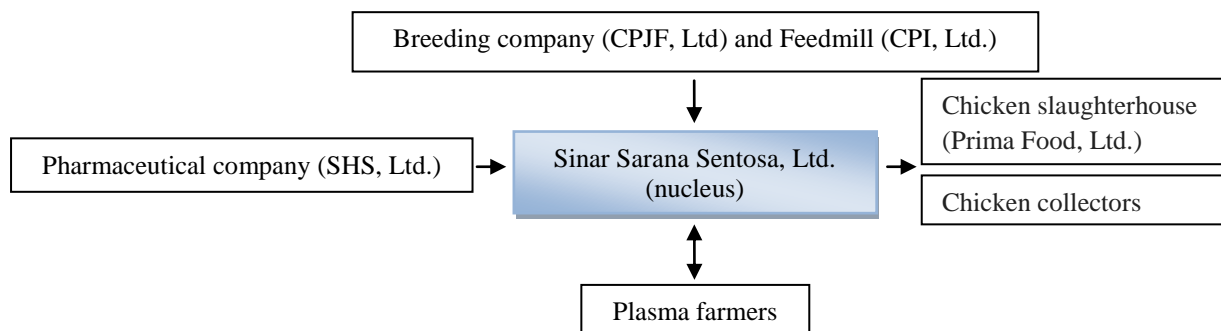 Breeding company (CPJF, Ltd) and Feedmill (CPI, Ltd.)
Chicken slaughterhouse
(Prima Food, Ltd.)
Pharmaceutical company (SHS, Ltd.)
Sinar Sarana Sentosa, Ltd.
(nucleus)
Chicken collectors
Plasma farmers